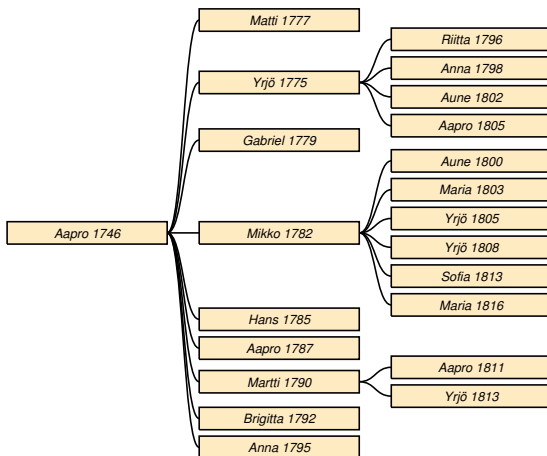 Aapro 1746
Matti 1777
Yrjö 1775
Riitta 1796
Anna 1798
Aune 1802
Aapro 1805
Gabriel 1779
Mikko 1782
Aune 1800
Maria 1803
Yrjö 1805
Yrjö 1808
Sofia 1813
Maria 1816
Hans 1785
Aapro 1787
Martti 1790
Aapro 1811
Yrjö 1813
Brigitta 1792
Anna 1795